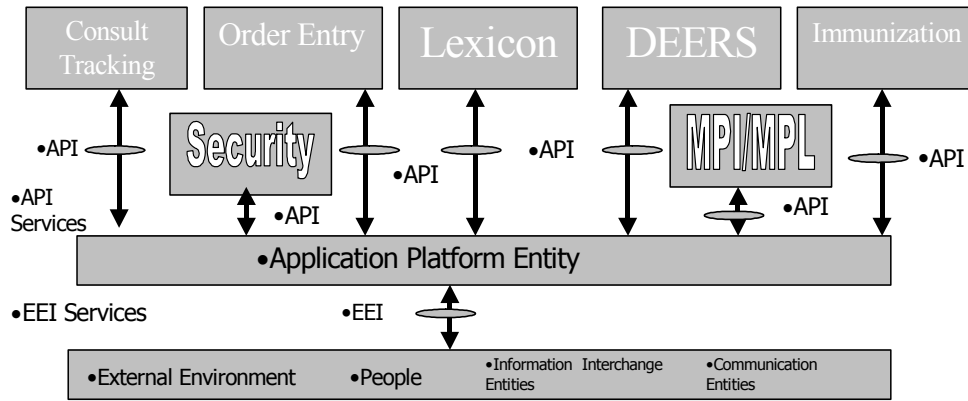 Consult
Tracking
Order Entry
Lexicon
DEERS
Immunization
Security
MPI/MPL
•API
•API
•API
•API
•API
•API
•API
Services
•API
•Application Platform Entity
•EEI Services
•EEI
•External Environment
•People
•Information Interchange
Entities
•Communication
Entities